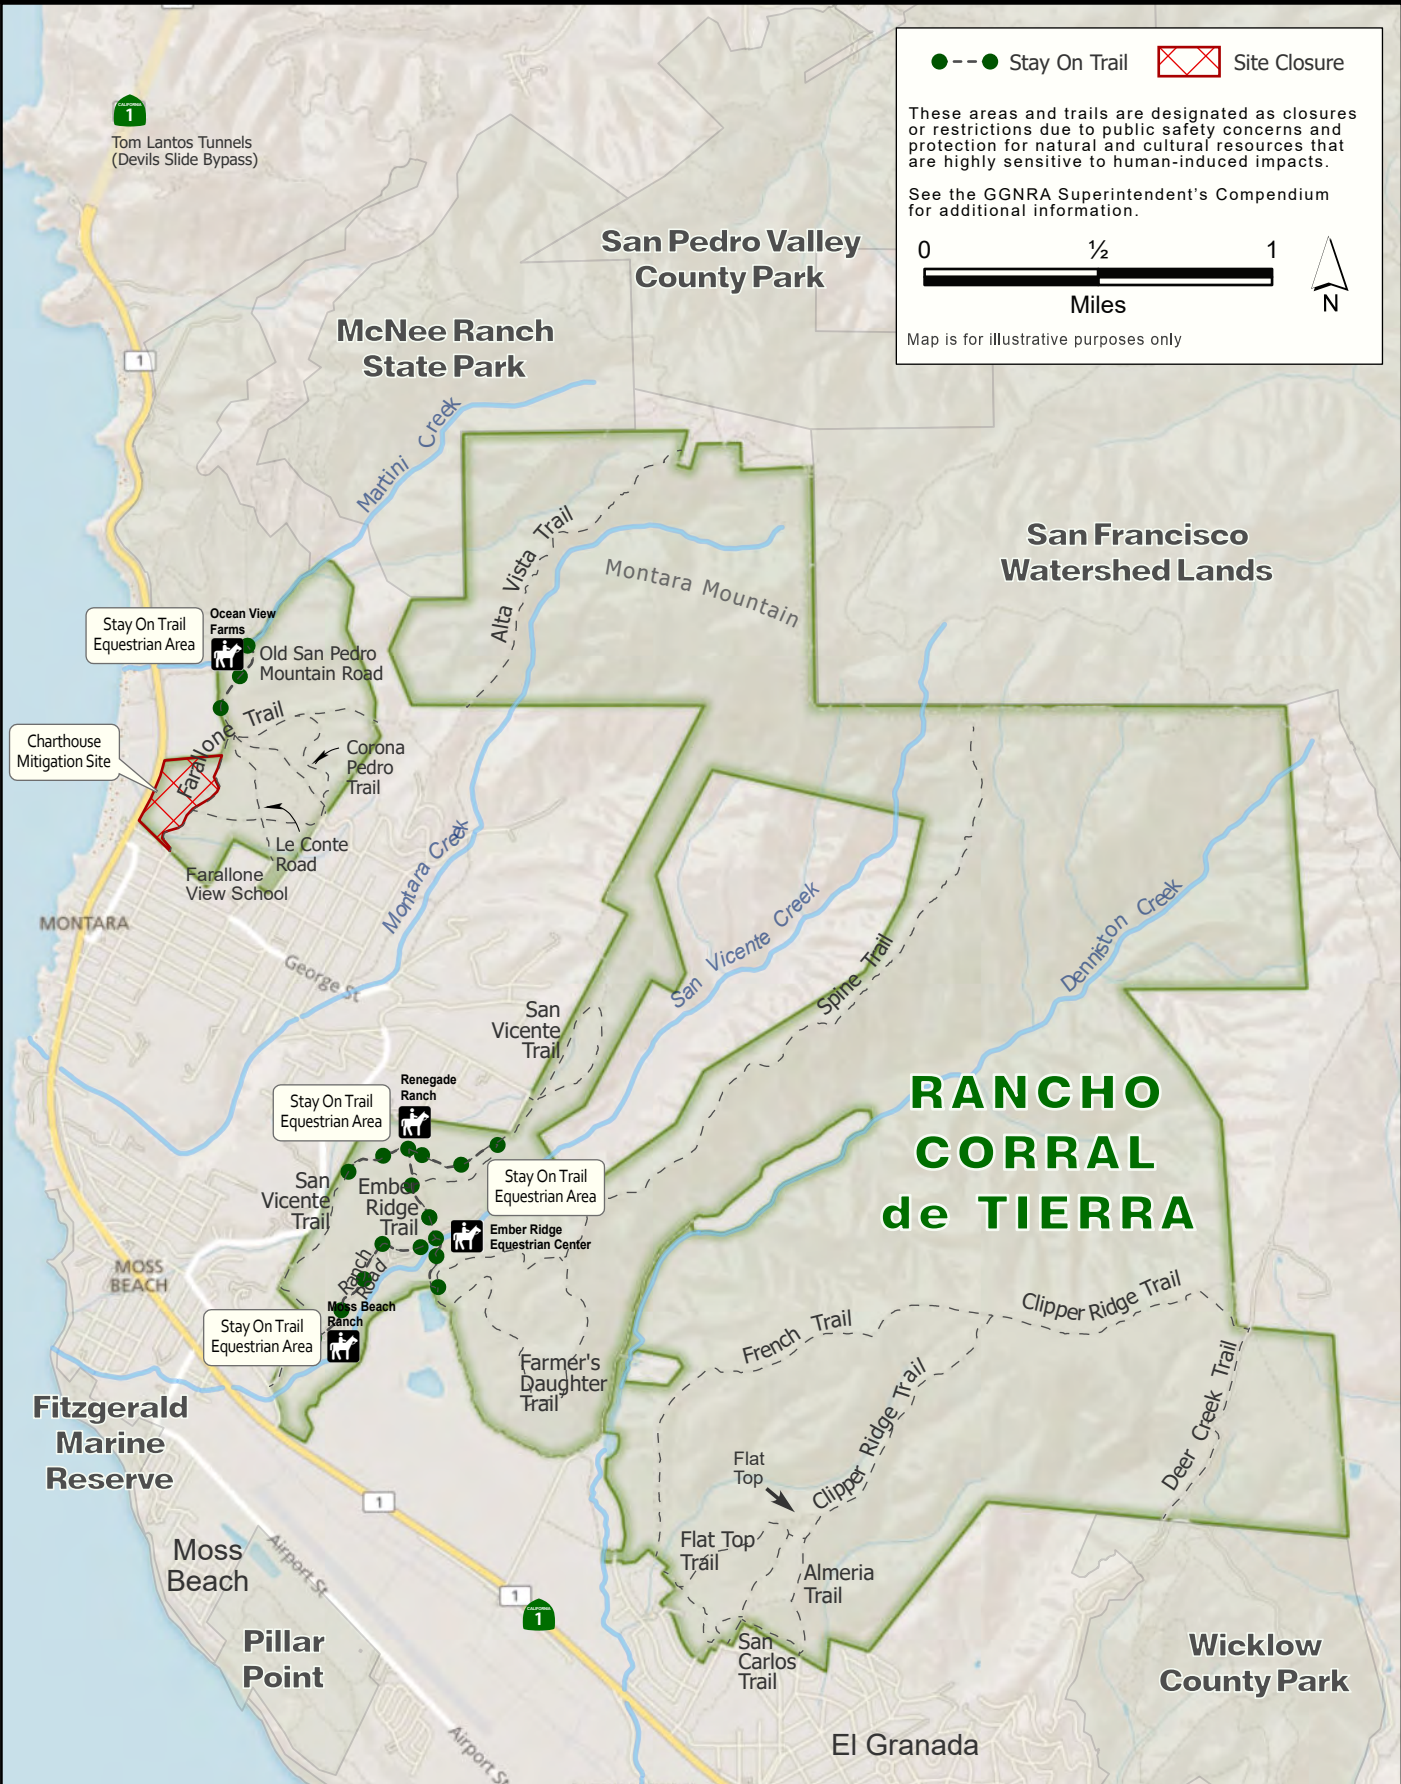 Stay On Trail
Site Closure
These areas and trails are designated as closures
or restrictions due to public safety concerns and
protection for natural and cultural resources that
are highly sensitive to human-induced impacts.
See the GGNRA Superintendent's Compendium
for additional information.
0 ½ 1
Miles
N
Map is for illustrative purposes only
CALIFORNIA
1
Tom Lantos Tunnels
(Devils Slide Bypass)
San Pedro Valley
County Park
McNee Ranch
State Park
1
Martini Creek
San Francisco
Watershed Lands
Alta Vista Trail
Montara Mountain
Stay On Trail
Equestrian Area
Ocean View
Farms
Old San Pedro
Mountain Road
Farallone Trail
Charthouse
Mitigation Site
Corona
Pedro
Trail
Le Conte
Road
Farallone
View School
Montara Creek
MONTARA
George St
San Vicente Creek
Spine Trail
Denniston Creek
San
Vicente
Trail
Renegade
Ranch
Stay On Trail
Equestrian Area
RANCHO
CORRAL
de TIERRA
San
Vicente
Trail
Ember
Ridge
Trail
Stay On Trail
Equestrian Area
Ember Ridge
Equestrian Center
MOSS
BEACH
Ranch
Road
Moss Beach
Ranch
Stay On Trail
Equestrian Area
Farmer's
Daughter
Trail
French Trail
Clipper Ridge Trail
Clipper Ridge Trail
Deer Creek Trail
Fitzgerald
Marine
Reserve
Flat
Top
1
Flat Top
Trail
Almeria
Trail
Moss
Beach
Airport St
1
CALIFORNIA
1
Pillar
Point
San
Carlos
Trail
Wicklow
County Park
Airport St
El Granada